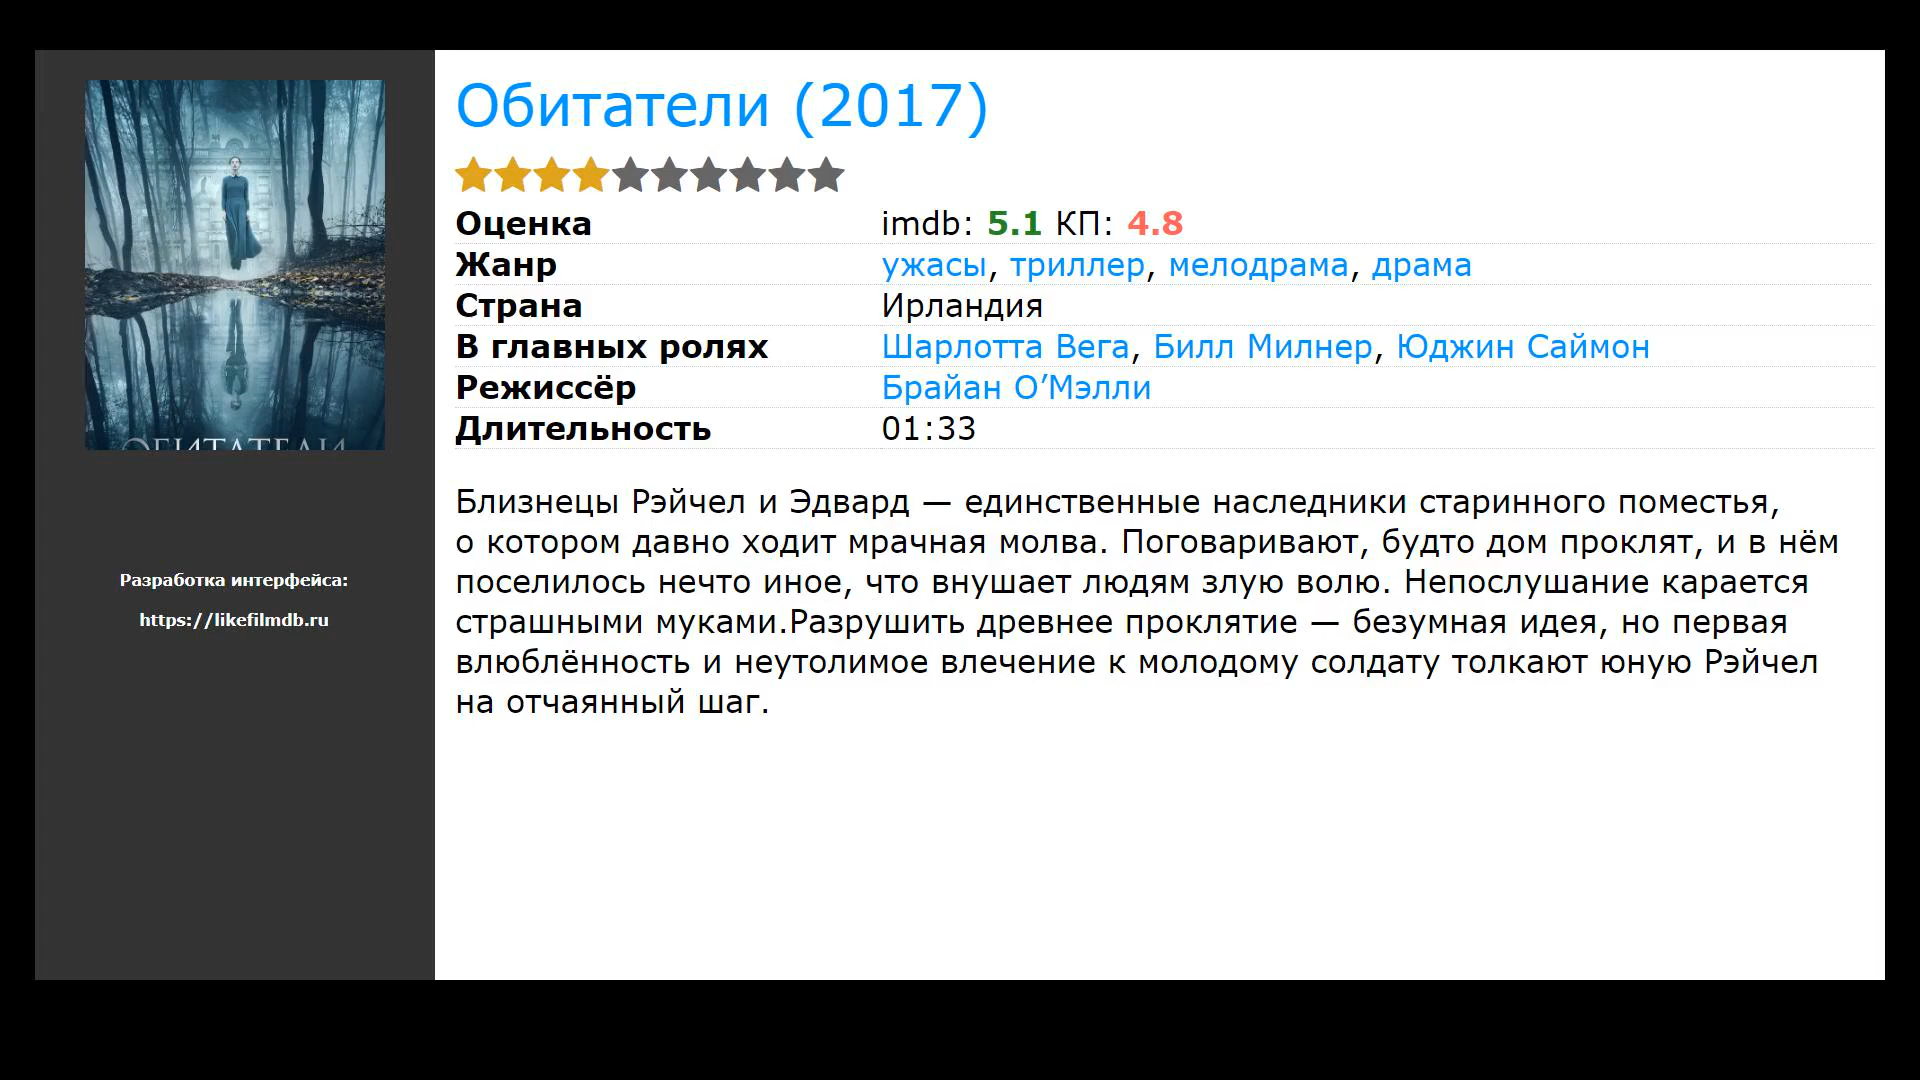 ОБИТАТЕЛИ
Разработка интерфейса:
https://likefilmdb.ru
Обитатели (2017)
Оценка imdb: 5.1 КП: 4.8
Жанр ужасы, триллер, мелодрама, драма
Страна Ирландия
В главных ролях Шарлотта Вега, Билл Милнер, Юджин Саймон
Режиссёр Брайан О’Мэлли
Длительность 01:33
Близнецы Рэйчел и Эдвард — единственные наследники старинного поместья,
о котором давно ходит мрачная молва. Поговаривают, будто дом проклят, и в нём
поселилось нечто иное, что внушает людям злую волю. Непослушание карается
страшными муками.Разрушить древнее проклятие — безумная идея, но первая
влюблённость и неутолимое влечение к молодому солдату толкают юную Рэйчел
на отчаянный шаг.